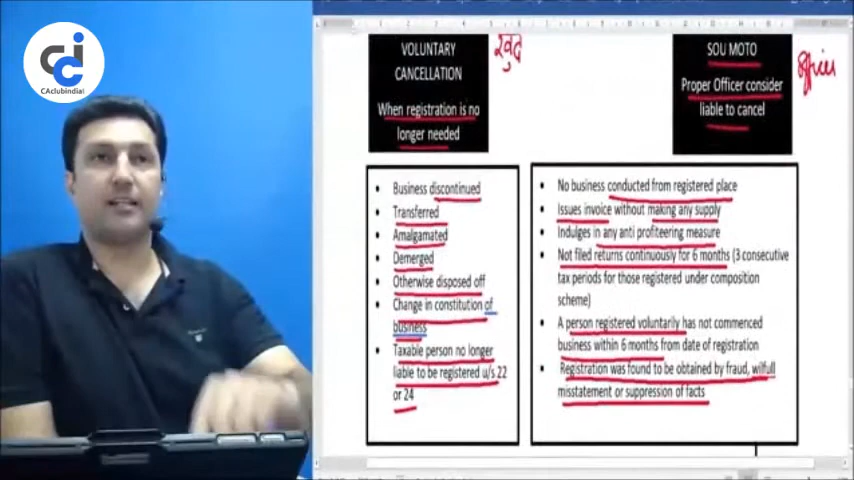 CAclubindia
VOLUNTARY
CANCELLATION
When registration is no
longer needed
खुद
SOU MOTO
Proper Officer consider
liable to cancel
officer
• Business discontinued
• Transferred
• Amalgamated
• Demerged
• Otherwise disposed off
• Change in constitution of
business
• Taxable person no longer
liable to be registered u/s 22
or 24
• No business conducted from registered place
• Issues invoice without making any supply
• Indulges in any anti profiteering measure
• Not filed returns continuously for 6 months (3 consecutive
tax periods for those registered under composition
scheme)
• A person registered voluntarily has not commenced
business within 6 months from date of registration
• Registration was found to be obtained by fraud, wilfull
misstatement or suppression of facts